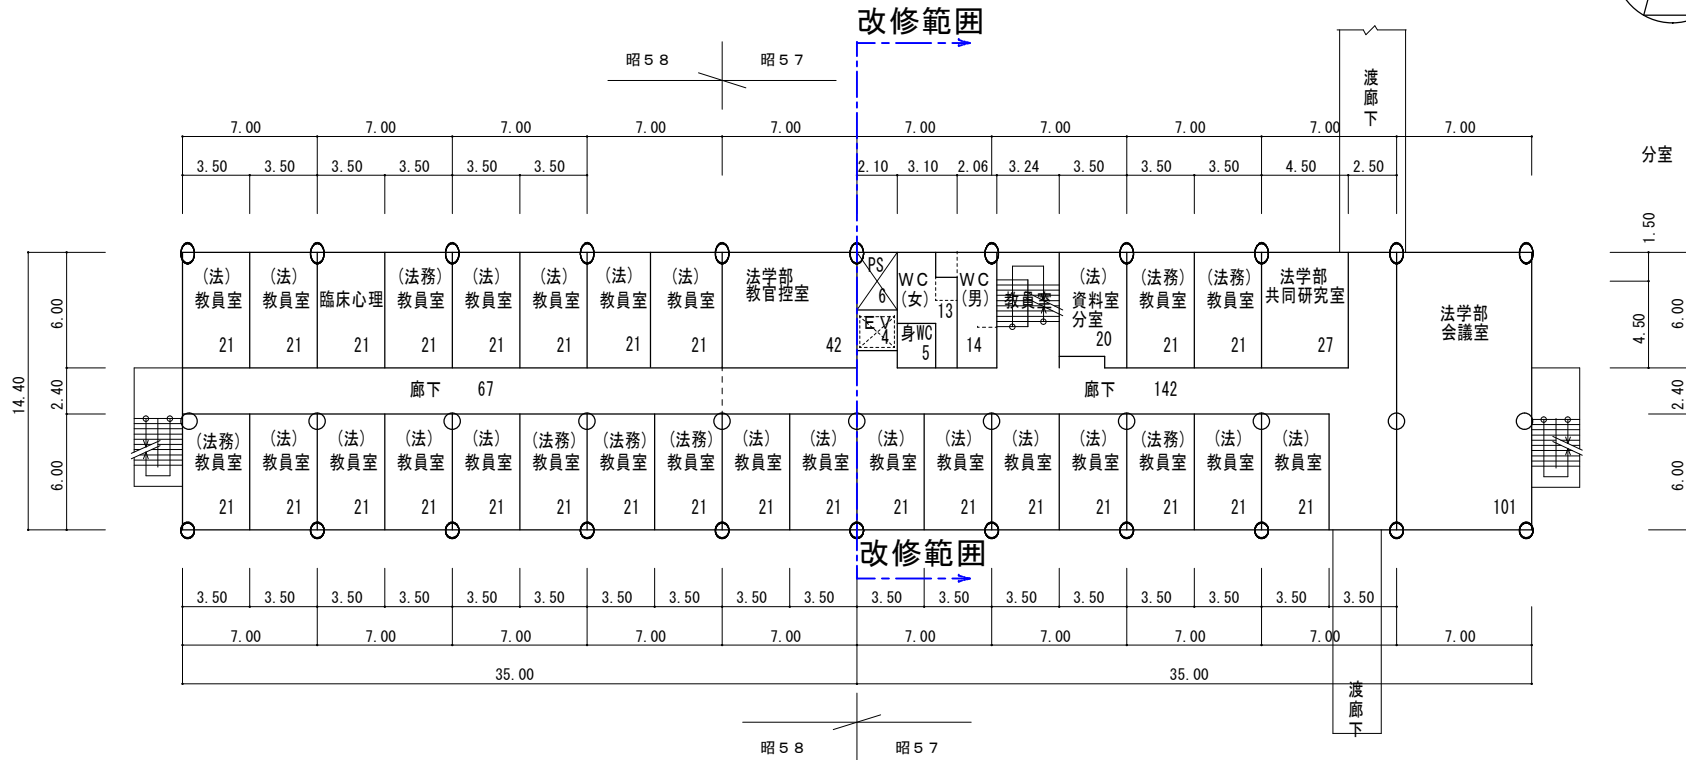 改修範囲
昭５８
昭５７
渡廊下
7.00 7.00 7.00 7.00 7.00 7.00 7.00 7.00 7.00 7.00
3.50 3.50 3.50 3.50 3.50 3.50 2.10 3.10 2.06 3.24 3.50 3.50 3.50 4.50 2.50
分室
1.50
14.40
6.00
2.40
6.00
4.50
6.00
2.40
6.00
(法)
教員室
21
(法)
教員室
21
臨床心理
21
(法務)
教員室
21
(法)
教員室
21
(法)
教員室
21
(法)
教員室
21
(法)
教員室
21
法学部
教官控室
42
PS
6
EV
4
ＷＣ
(女)
身WC
5
13
ＷＣ
(男)
14
教員室
(法)
資料室
分室
20
(法務)
教員室
21
(法務)
教員室
21
法学部
共同研究室
27
法学部
会議室
101
廊下 67
廊下 142
(法務)
教員室
21
(法)
教員室
21
(法)
教員室
21
(法)
教員室
21
(法)
教員室
21
(法務)
教員室
21
(法務)
教員室
21
(法務)
教員室
21
(法)
教員室
21
(法)
教員室
21
(法)
教員室
21
(法)
教員室
21
(法)
教員室
21
(法)
教員室
21
(法務)
教員室
21
(法)
教員室
21
(法)
教員室
21
改修範囲
3.50 3.50 3.50 3.50 3.50 3.50 3.50 3.50 3.50 3.50 3.50 3.50 3.50 3.50 3.50 3.50 3.50 3.50
7.00 7.00 7.00 7.00 7.00 7.00 7.00 7.00 7.00 7.00
35.00 35.00
渡廊下
昭５８
昭５７